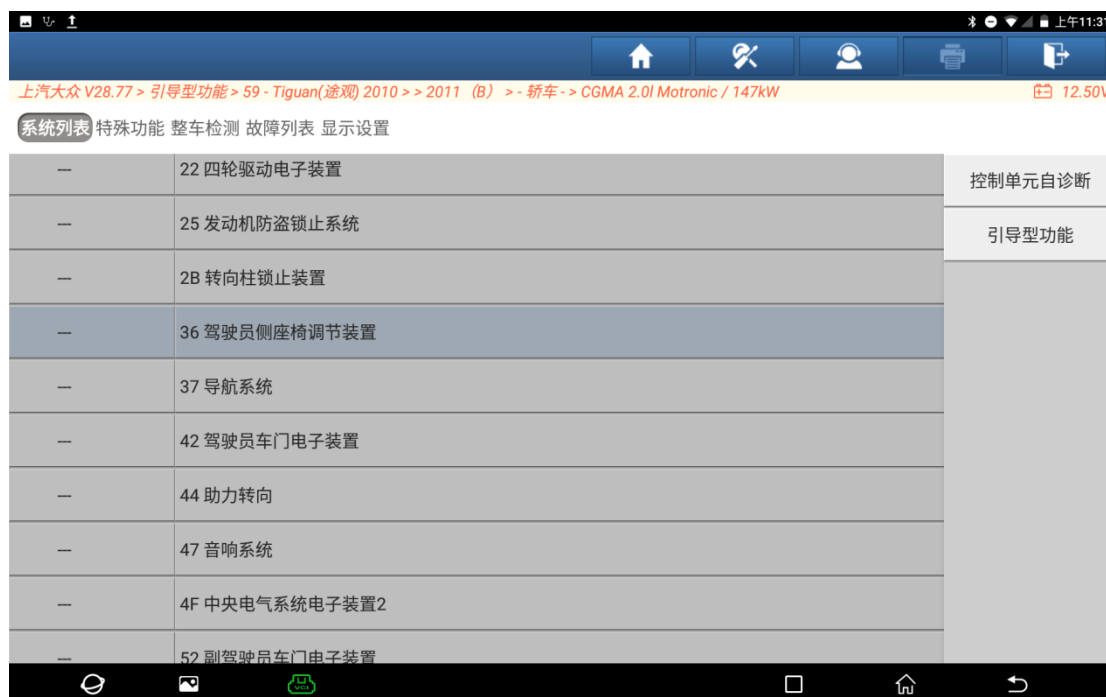 上午11:31
上汽大众 V28.77 > 引导型功能 > 59 - Tiguan(途观) 2010 > > 2011（B） > - 轿车 - > CGMA 2.0l Motronic / 147kW 12.50V
系统列表 特殊功能 整车检测 故障列表 显示设置
--- 22 四轮驱动电子装置
控制单元自诊断
--- 25 发动机防盗锁止系统
引导型功能
--- 2B 转向柱锁止装置
--- 36 驾驶员侧座椅调节装置
--- 37 导航系统
--- 42 驾驶员车门电子装置
--- 44 助力转向
--- 47 音响系统
--- 4F 中央电气系统电子装置2
--- 52 副驾驶员车门电子装置
VCI